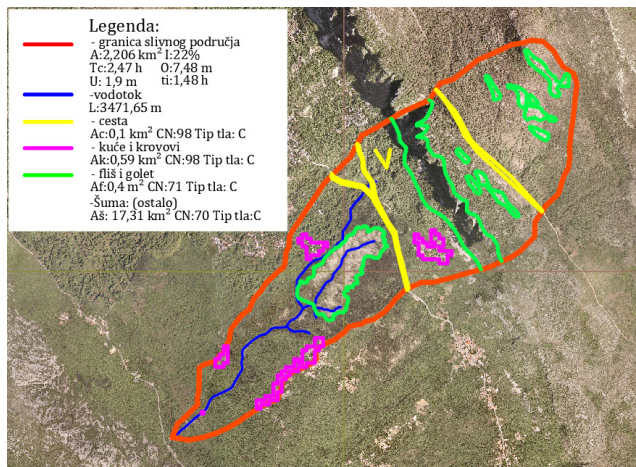 Legenda:
- granica slivnog područja
A:2,206 km² I:22%
Tc:2,47 h O:7,48 m
U: 1,9 m ti:1,48 h
-vodotok
L:3471,65 m
- cesta
Ac:0,1 km² CN:98 Tip tla: C
- kuće i krovovi
Ak:0,59 km² CN:98 Tip tla: C
- fliš i golet
Af:0,4 m² CN:71 Tip tla: C
-Šuma: (ostalo)
Aš: 17,31 km² CN:70 Tip tla:C